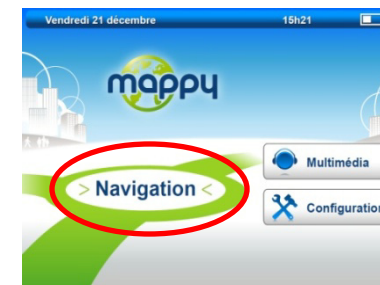 Vendredi 21 décembre 15h21
mappy
Multimédia
> Navigation <
Configuration